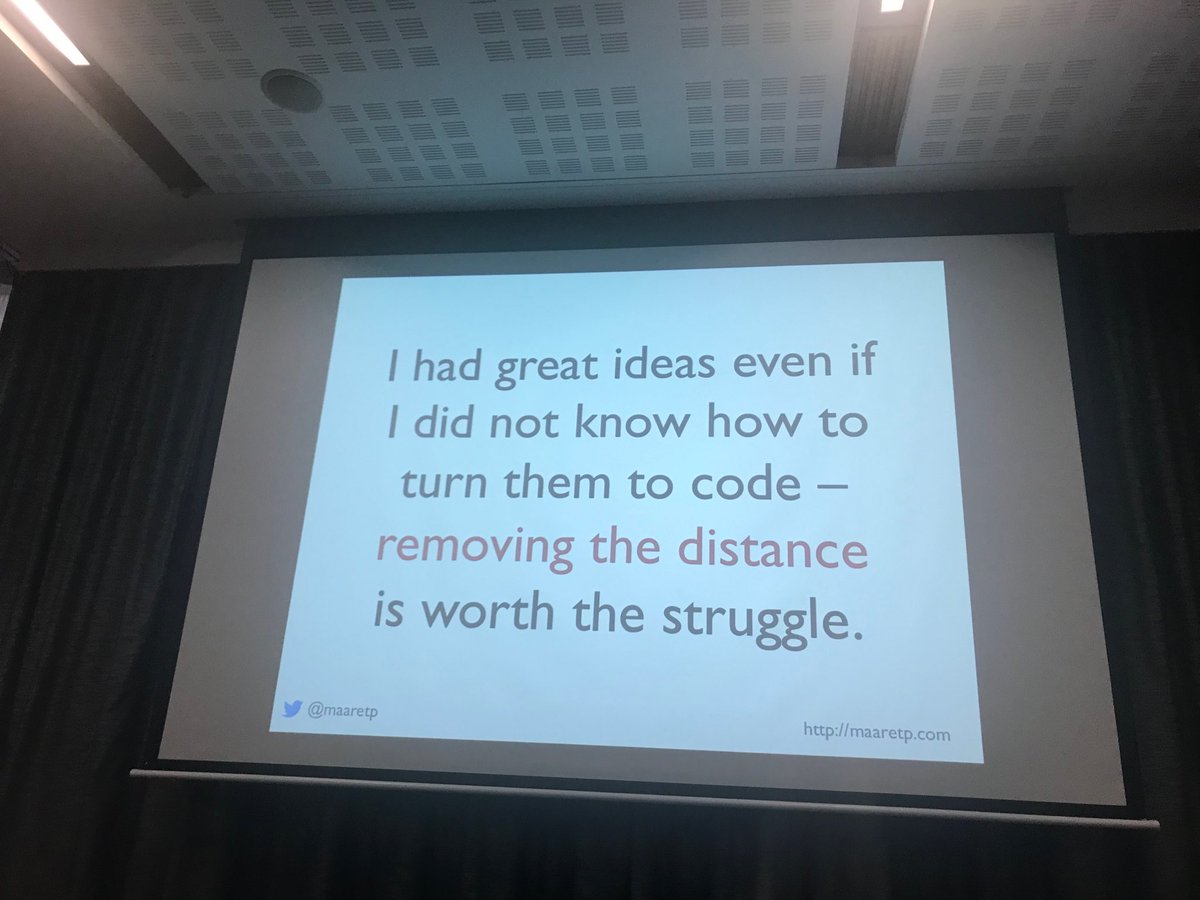 I had great ideas even if
I did not know how to
turn them to code –
removing the distance
is worth the struggle.
@maaretp
http://maaretp.com